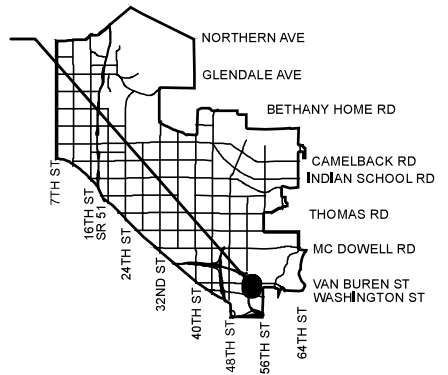 NORTHERN AVE
GLENDALE AVE
BETHANY HOME RD
CAMELBACK RD
INDIAN SCHOOL RD
THOMAS RD
MC DOWELL RD
VAN BUREN ST
WASHINGTON ST
7TH ST
16TH ST
SR 51
24TH ST
32ND ST
40TH ST
48TH ST
56TH ST
64TH ST